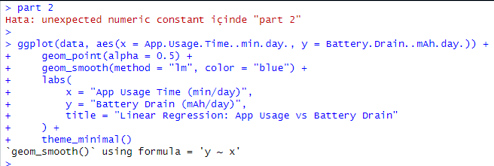 > part 2
Hata: unexpected numeric constant içinde "part 2"
>
> ggplot(data, aes(x = App.Usage.Time..min.day., y = Battery.Drain..mAh.day.)) +
+     geom_point(alpha = 0.5) +
+     geom_smooth(method = "lm", color = "blue") +
+     labs(
+         x = "App Usage Time (min/day)",
+         y = "Battery Drain (mAh/day)",
+         title = "Linear Regression: App Usage vs Battery Drain"
+     ) +
+     theme_minimal()
`geom_smooth()` using formula = 'y ~ x'
>